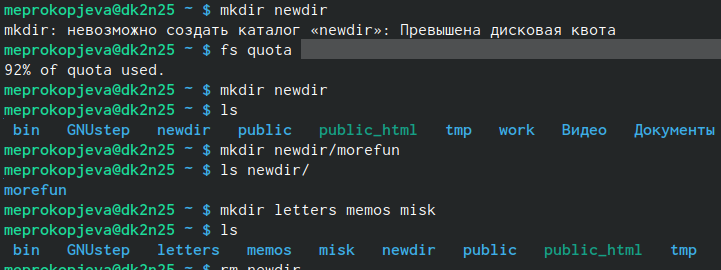 meprokopjeva@dk2n25 ~ $ mkdir newdir
mkdir: невозможно создать каталог «newdir»: Превышена дисковая квота
meprokopjeva@dk2n25 ~ $ fs quota
92% of quota used.
meprokopjeva@dk2n25 ~ $ mkdir newdir
meprokopjeva@dk2n25 ~ $ ls
bin GNUstep newdir public public_html tmp work Видео Документы
meprokopjeva@dk2n25 ~ $ mkdir newdir/morefun
meprokopjeva@dk2n25 ~ $ ls newdir/
morefun
meprokopjeva@dk2n25 ~ $ mkdir letters memos misk
meprokopjeva@dk2n25 ~ $ ls
bin GNUstep letters memos misk newdir public public_html tmp
meprokopjeva@dk2n25 ~ $ rm newdir